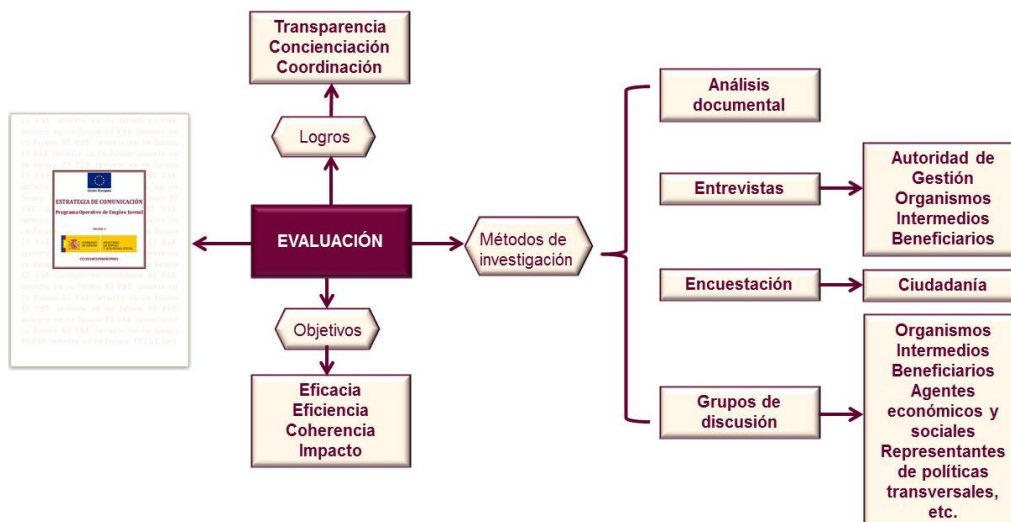 Transparencia
Concienciación
Coordinación
Logros
ESTRATEGIA DE COMUNICACIÓN
Programa Operativo de Empleo Juvenil
EVALUACIÓN
Objetivos
Eficacia
Eficiencia
Coherencia
Impacto
Métodos de
investigación
Análisis
documental
Entrevistas
Autoridad de
Gestión
Organismos
Intermedios
Beneficiarios
Encuestación
Ciudadanía
Grupos de
discusión
Organismos
Intermedios
Beneficiarios
Agentes
económicos y
sociales
Representantes
de políticas
transversales,
etc.